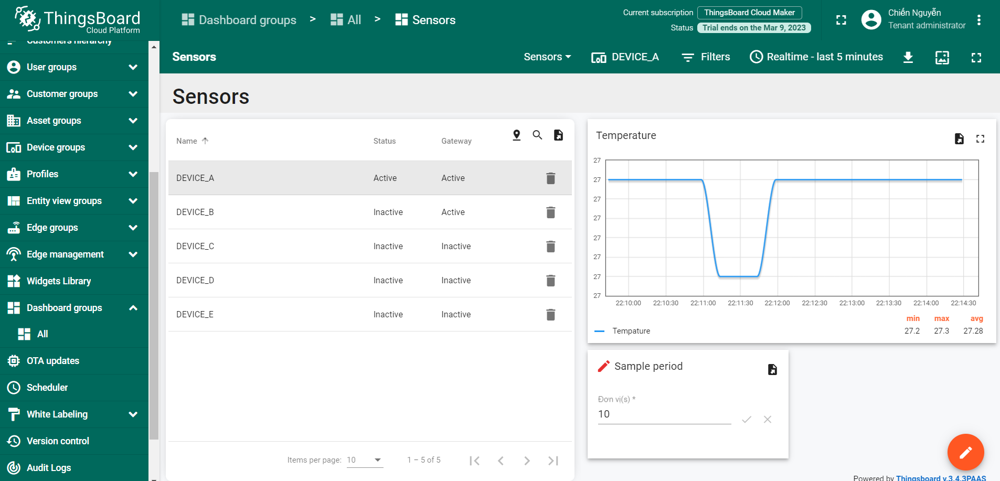 ThingsBoard
Cloud Platform
Dashboard groups > All > Sensors
Current subscription ThingsBoard Cloud Maker
Status Trial ends on the Mar 9, 2023
Chiến Nguyễn
Tenant administrator
Customers hierarchy
User groups
Customer groups
Asset groups
Device groups
Profiles
Entity view groups
Edge groups
Edge management
Widgets Library
Dashboard groups
All
OTA updates
Scheduler
White Labeling
Version control
Audit Logs
Sensors
Sensors DEVICE_A Filters Realtime - last 5 minutes
Sensors
Name Status Gateway
DEVICE_A Active Active
DEVICE_B Inactive Active
DEVICE_C Inactive Inactive
DEVICE_D Inactive Inactive
DEVICE_E Inactive Inactive
Items per page: 10 1 – 5 of 5
Temperature
27
27
27
27
27
27
27
27
22:10:00 22:10:30 22:11:00 22:11:30 22:12:00 22:12:30 22:13:00 22:13:30 22:14:00 22:14:30
min max avg
Tempature 27.2 27.3 27.28
Sample period
Đơn vị(s) *
10
Powered by Thingsboard v.3.4.3PAAS